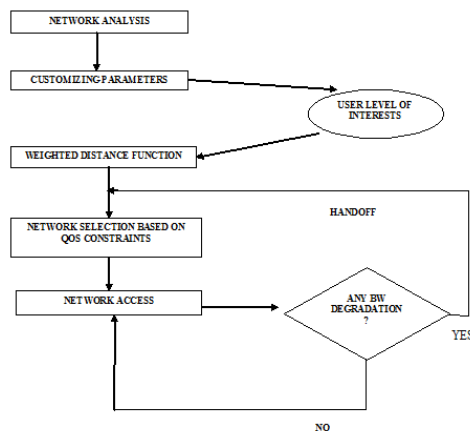 NETWORK ANALYSIS
CUSTOMIZING PARAMETERS
USER LEVEL OF
INTERESTS
WEIGHTED DISTANCE FUNCTION
HANDOFF
NETWORK SELECTION BASED ON
QOS CONSTRAINTS
NETWORK ACCESS
ANY BW
DEGRADATION
?
YES
NO